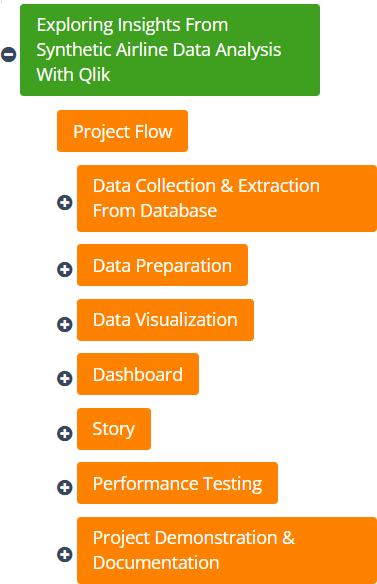 Exploring Insights From
Synthetic Airline Data Analysis
With Qlik
Project Flow
Data Collection & Extraction
From Database
Data Preparation
Data Visualization
Dashboard
Story
Performance Testing
Project Demonstration &
Documentation